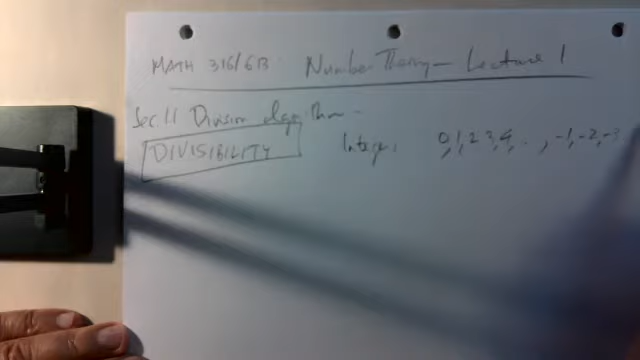 MATH 316/613 Number Theory - Lecture 1
Sec. 1.1 Division algorithm.
DIVISIBILITY Integers 0, 1, 2, 3, 4, . . . , -1, -2, -3